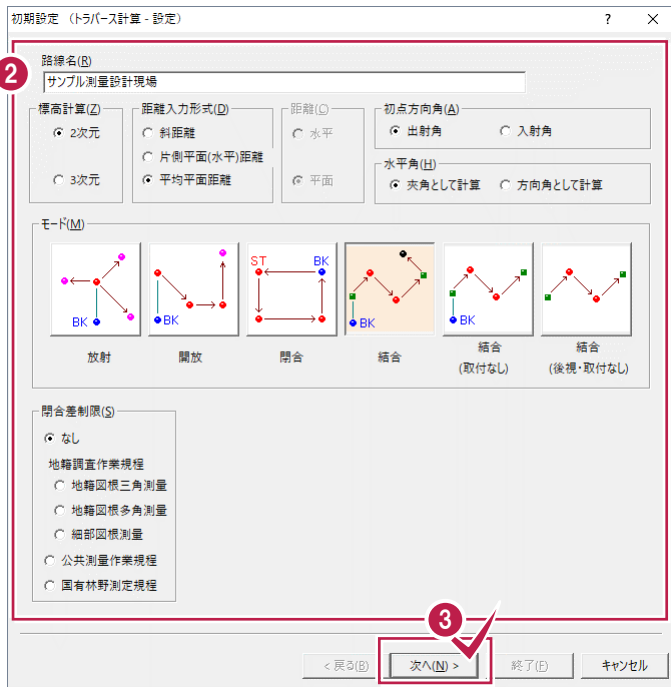 初期設定 (トラバース計算 - 設定)
? ×
2
路線名(R)
サンプル測量設計現場
標高計算(Z)
2次元
3次元
距離入力形式(D)
斜距離
片側平面(水平)距離
平均平面距離
距離(C)
水平
平面
初点方向角(A)
出射角 入射角
水平角(H)
夾角として計算 方向角として計算
モード(M)
BK
放射
BK
開放
ST BK
閉合
BK
結合
BK
結合
(取付なし)
結合
(後視・取付なし)
閉合差制限(S)
なし
地籍調査作業規程
地籍図根三角測量
地籍図根多角測量
細部図根測量
公共測量作業規程
国有林野測定規程
3
< 戻る(B) 次へ(N) > 終了(F) キャンセル